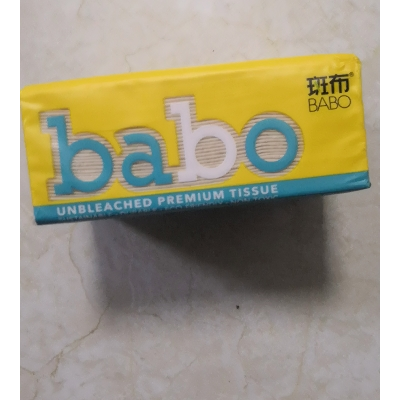 斑布®
BABO
babo
UNBLEACHED PREMIUM TISSUE